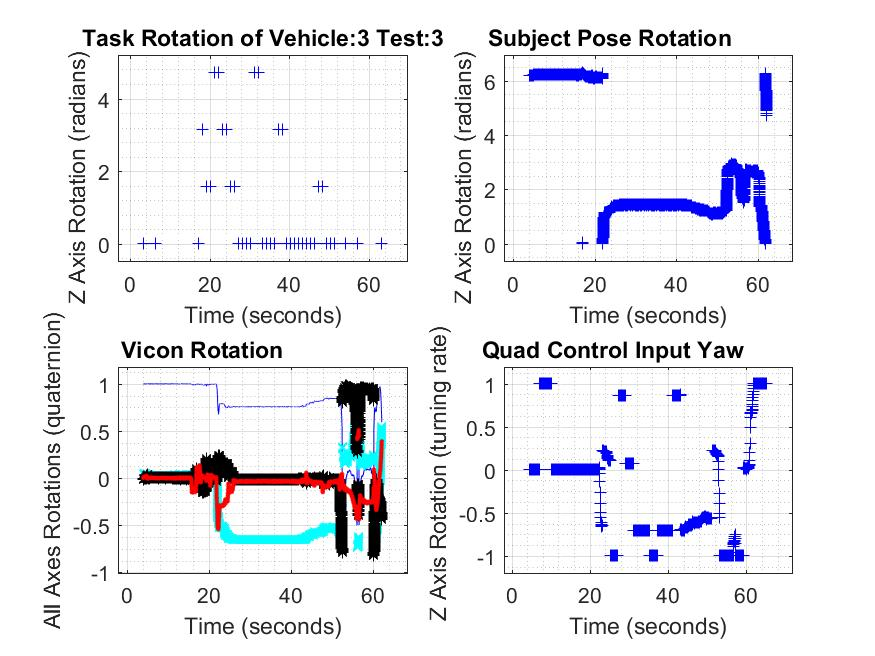 Task Rotation of Vehicle:3 Test:3
Z Axis Rotation (radians)
4
2
0
0 20 40 60
Time (seconds)
Subject Pose Rotation
Z Axis Rotation (radians)
6
4
2
0
0 20 40 60
Time (seconds)
Vicon Rotation
All Axes Rotations (quaternion)
1
0.5
0
-0.5
-1
0 20 40 60
Time (seconds)
Quad Control Input Yaw
Z Axis Rotation (turning rate)
1
0.5
0
-0.5
-1
0 20 40 60
Time (seconds)